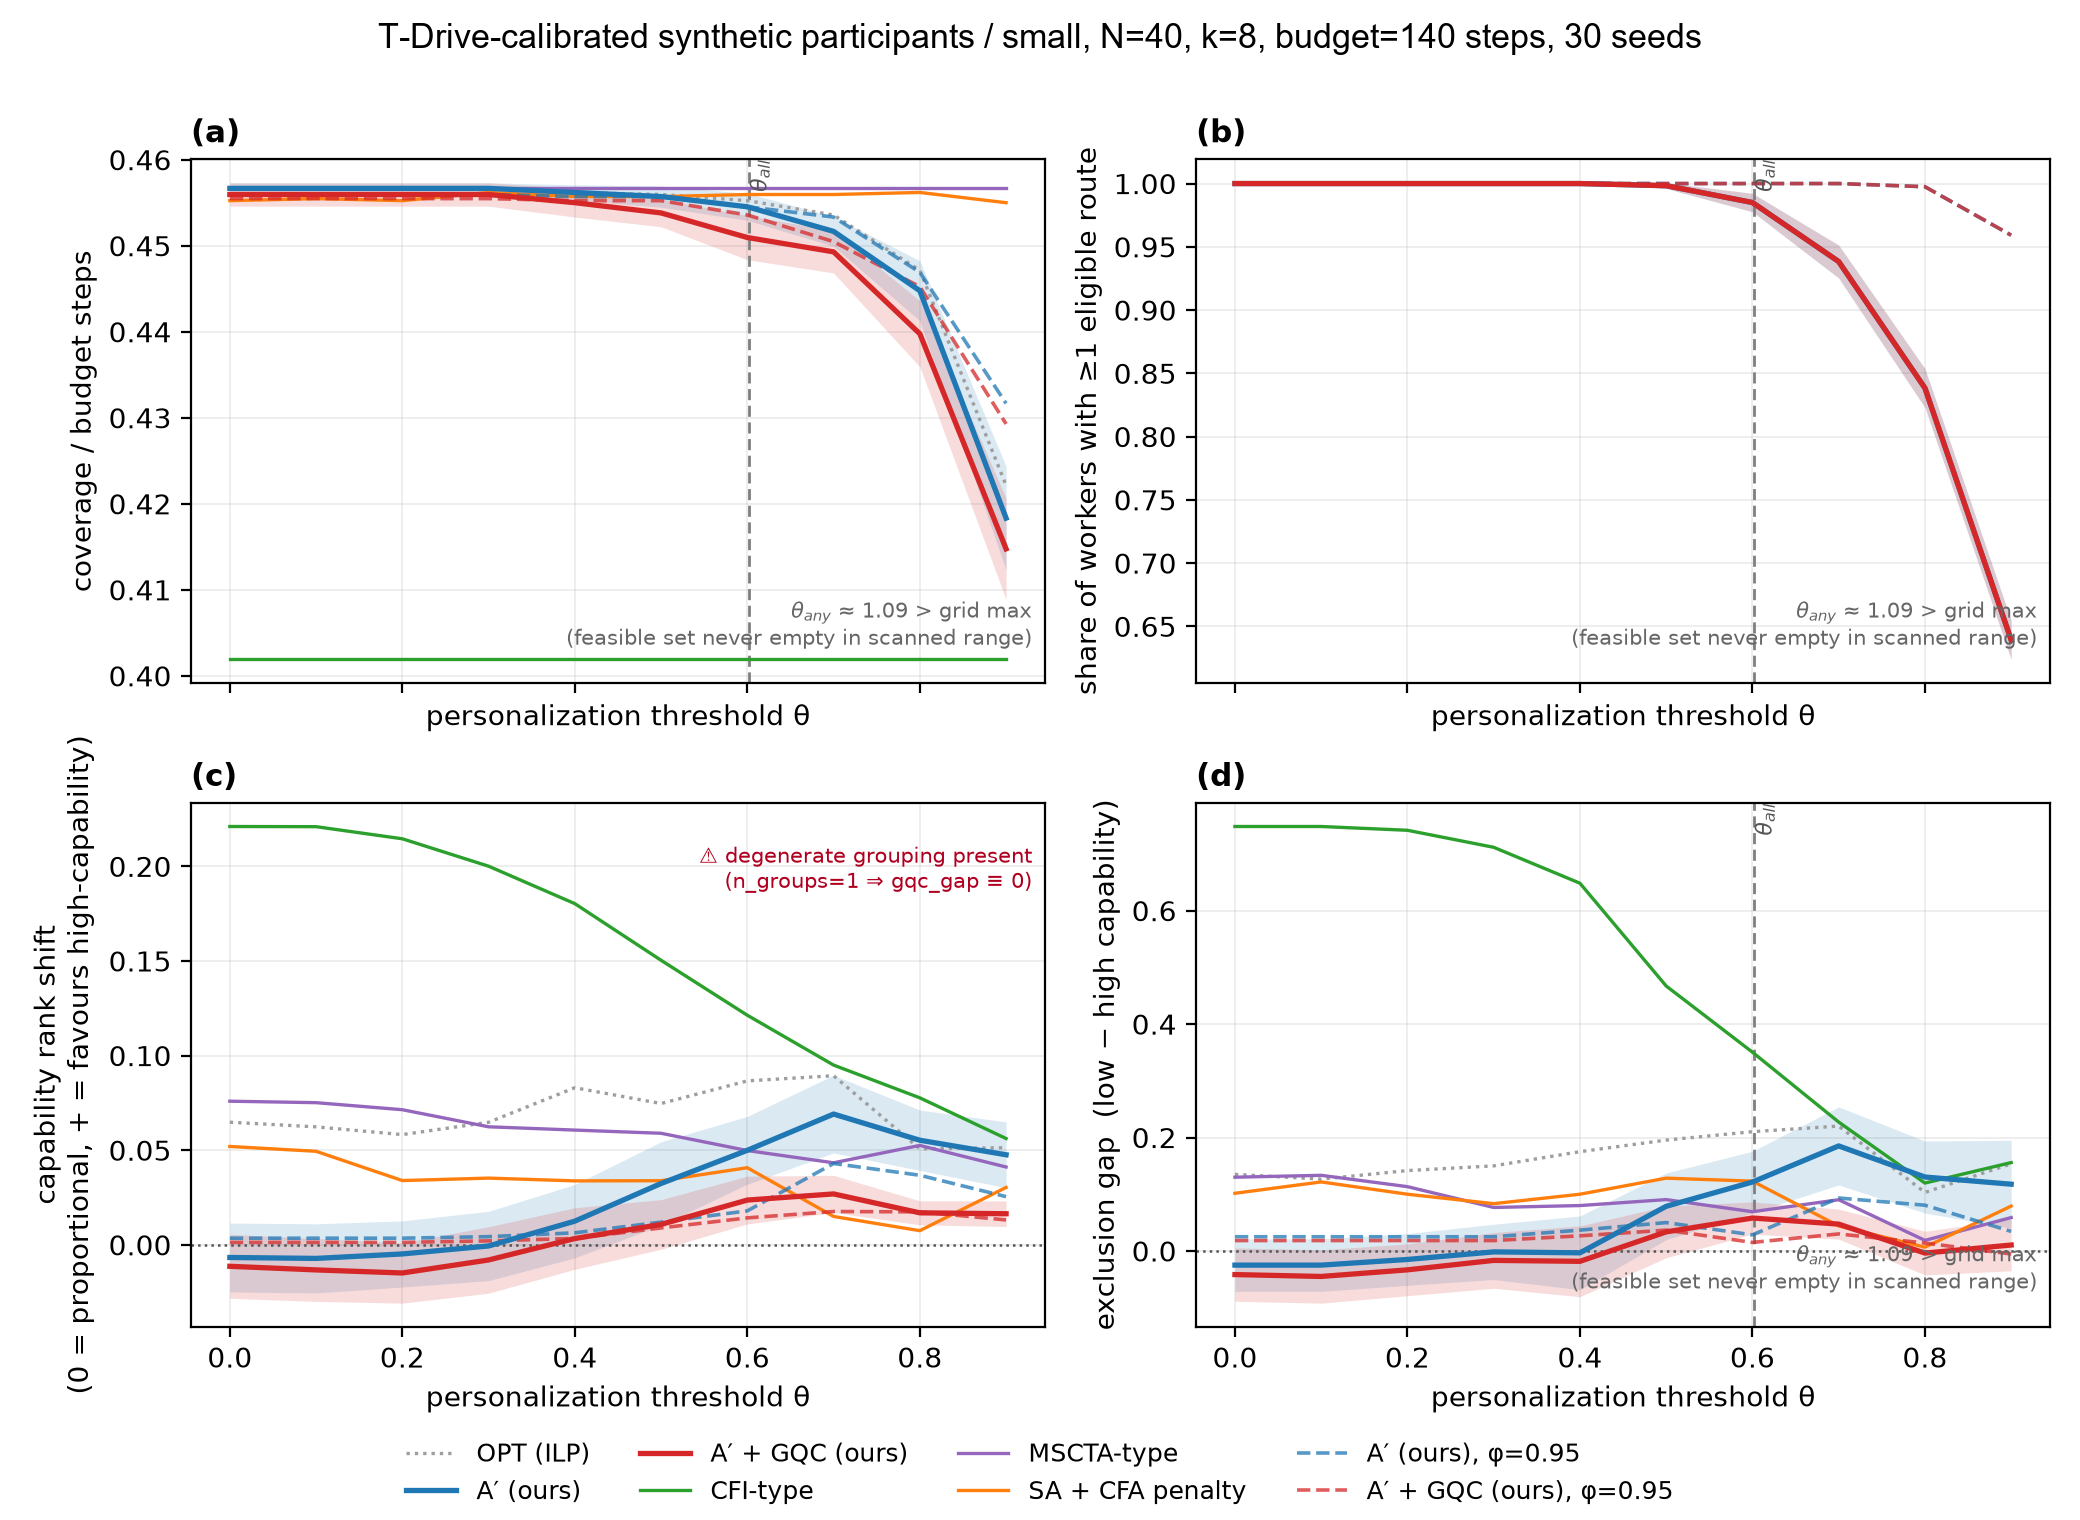 T-Drive-calibrated synthetic participants / small, N=40, k=8, budget=140 steps, 30 seeds
(a)
coverage / budget steps
0.46
0.45
0.44
0.43
0.42
0.41
0.40
θall
θany ≈ 1.09 > grid max
(feasible set never empty in scanned range)
personalization threshold θ
(b)
share of workers with ≥1 eligible route
1.00
0.95
0.90
0.85
0.80
0.75
0.70
0.65
θall
θany ≈ 1.09 > grid max
(feasible set never empty in scanned range)
personalization threshold θ
(c)
capability rank shift
(0 = proportional, + = favours high-capability)
0.20
0.15
0.10
0.05
0.00
⚠ degenerate grouping present
(n_groups=1 ⇒ gqc_gap ≡ 0)
0.0 0.2 0.4 0.6 0.8
personalization threshold θ
(d)
exclusion gap (low − high capability)
0.6
0.4
0.2
0.0
θall
θany ≈ 1.09 > grid max
(feasible set never empty in scanned range)
0.0 0.2 0.4 0.6 0.8
personalization threshold θ
OPT (ILP)
A′ (ours)
A′ + GQC (ours)
CFI-type
MSCTA-type
SA + CFA penalty
A′ (ours), φ=0.95
A′ + GQC (ours), φ=0.95